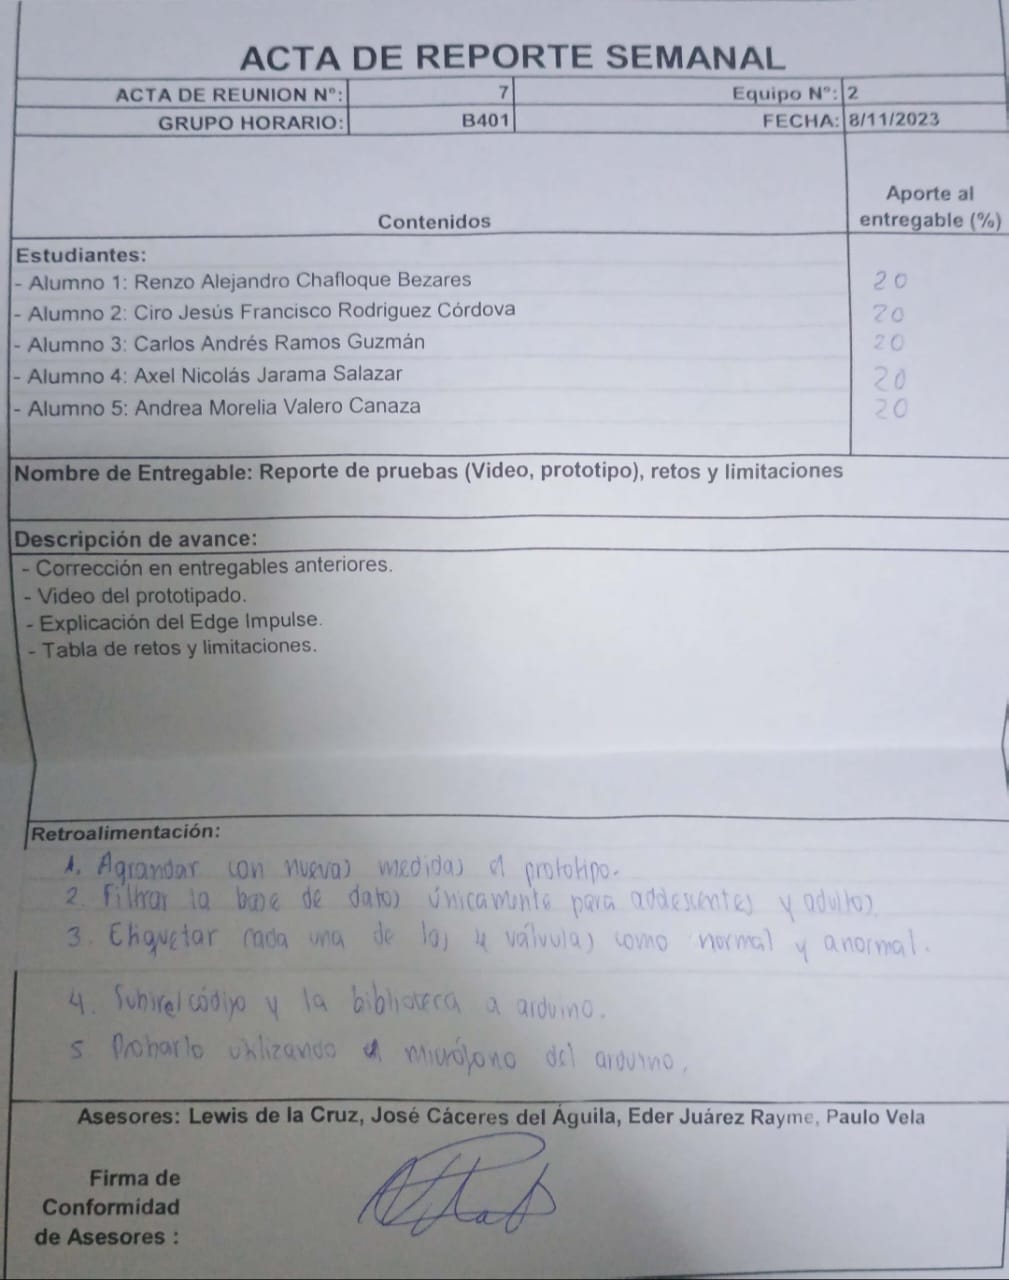 ACTA DE REPORTE SEMANAL
ACTA DE REUNION N°: 7 Equipo N°: 2
GRUPO HORARIO: B401 FECHA: 8/11/2023
Contenidos Aporte al entregable (%)
Estudiantes:
- Alumno 1: Renzo Alejandro Chafloque Bezares 20
- Alumno 2: Ciro Jesús Francisco Rodriguez Córdova 20
- Alumno 3: Carlos Andrés Ramos Guzmán 20
- Alumno 4: Axel Nicolás Jarama Salazar 20
- Alumno 5: Andrea Morelia Valero Canaza 20
Nombre de Entregable: Reporte de pruebas (Video, prototipo), retos y limitaciones
Descripción de avance:
- Corrección en entregables anteriores.
- Video del prototipado.
- Explicación del Edge Impulse.
- Tabla de retos y limitaciones.
Retroalimentación:
1. Agrandar con nuevas medidas el prototipo.
2. Filtrar la base de datos únicamente para adolescentes y adultos.
3. Etiquetar cada una de las 4 válvulas como normal y anormal.
4. Subir el código y la biblioteca a arduino.
5. Probarlo utilizando el micrófono del arduino.
Asesores: Lewis de la Cruz, José Cáceres del Águila, Eder Juárez Rayme, Paulo Vela
Firma de
Conformidad
de Asesores :